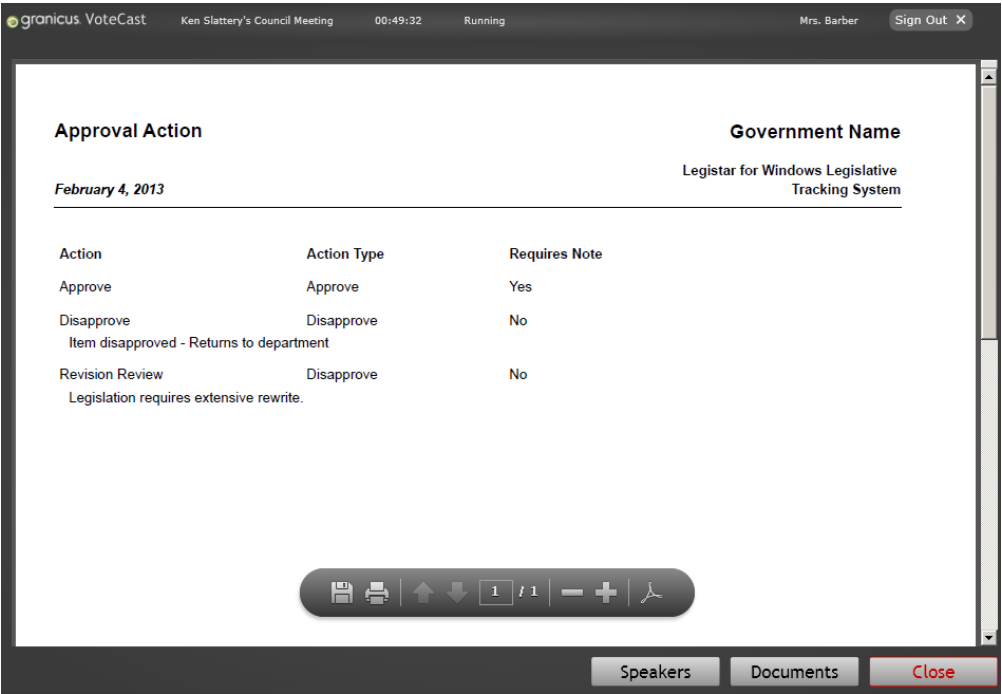 granicus VoteCast Ken Slattery's Council Meeting 00:49:32 Running Mrs. Barber Sign Out X
Approval Action Government Name
Legistar for Windows Legislative
February 4, 2013 Tracking System
Action Action Type Requires Note
Approve Approve Yes
Disapprove Disapprove No
Item disapproved - Returns to department
Revision Review Disapprove No
Legislation requires extensive rewrite.
1 / 1
Speakers Documents Close